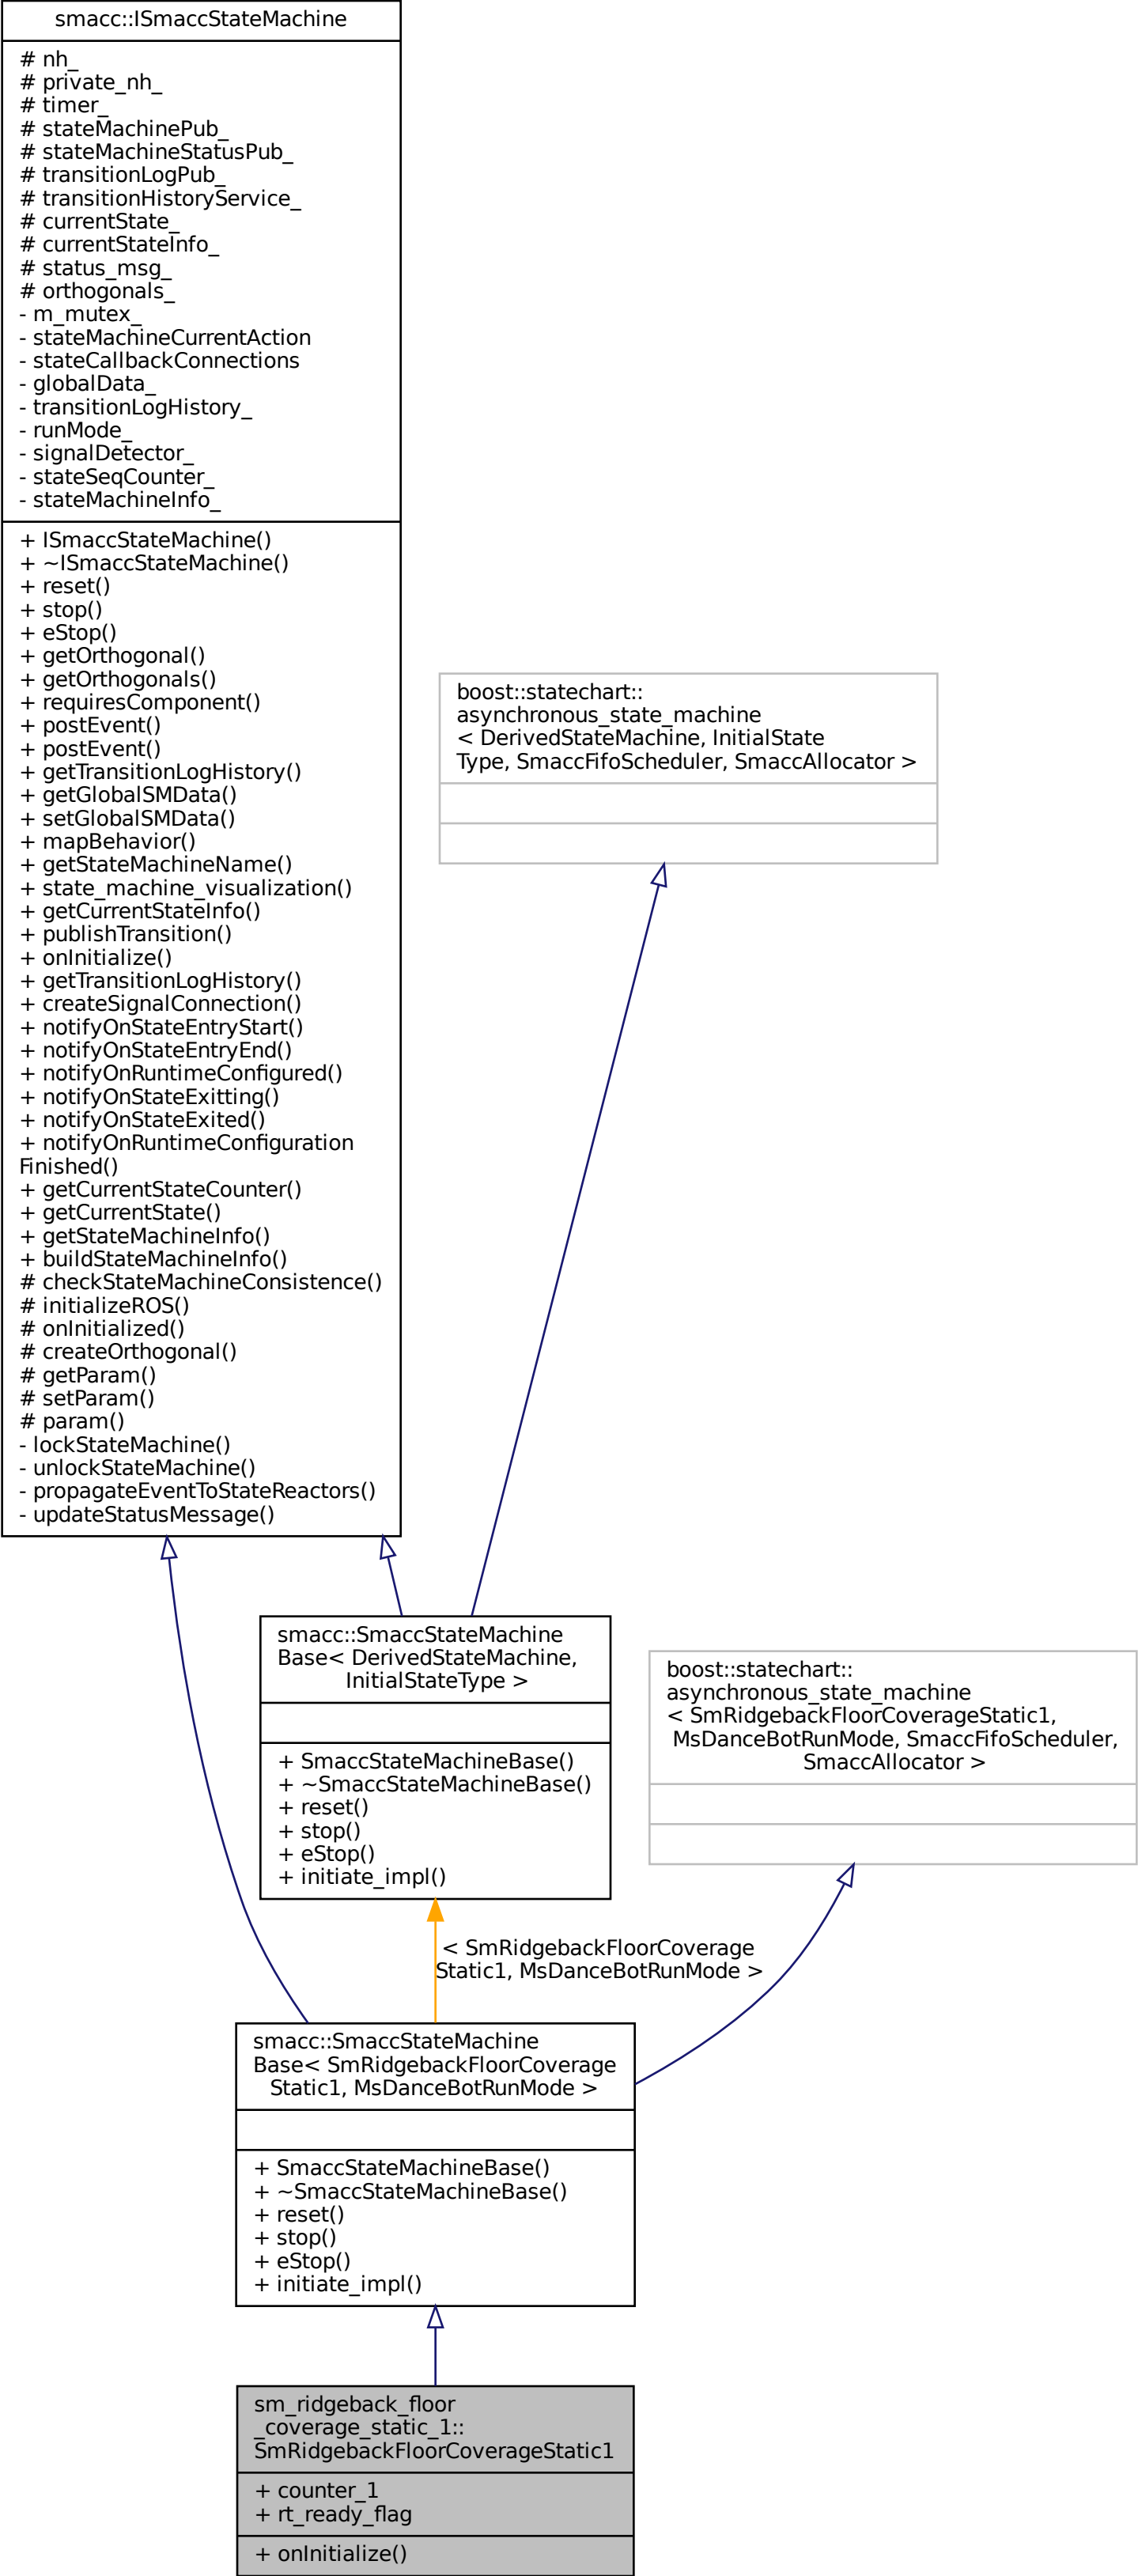 smacc::ISmaccStateMachine
# nh_
# private_nh_
# timer_
# stateMachinePub_
# stateMachineStatusPub_
# transitionLogPub_
# transitionHistoryService_
# currentState_
# currentStateInfo_
# status_msg_
# orthogonals_
- m_mutex_
- stateMachineCurrentAction
- stateCallbackConnections
- globalData_
- transitionLogHistory_
- runMode_
- signalDetector_
- stateSeqCounter_
- stateMachineInfo_
+ ISmaccStateMachine()
+ ~ISmaccStateMachine()
+ reset()
+ stop()
+ eStop()
+ getOrthogonal()
+ getOrthogonals()
+ requiresComponent()
+ postEvent()
+ postEvent()
+ getTransitionLogHistory()
+ getGlobalSMData()
+ setGlobalSMData()
+ mapBehavior()
+ getStateMachineName()
+ state_machine_visualization()
+ getCurrentStateInfo()
+ publishTransition()
+ onInitialize()
+ getTransitionLogHistory()
+ createSignalConnection()
+ notifyOnStateEntryStart()
+ notifyOnStateEntryEnd()
+ notifyOnRuntimeConfigured()
+ notifyOnStateExitting()
+ notifyOnStateExited()
+ notifyOnRuntimeConfiguration
Finished()
+ getCurrentStateCounter()
+ getCurrentState()
+ getStateMachineInfo()
+ buildStateMachineInfo()
# checkStateMachineConsistence()
# initializeROS()
# onInitialized()
# createOrthogonal()
# getParam()
# setParam()
# param()
- lockStateMachine()
- unlockStateMachine()
- propagateEventToStateReactors()
- updateStatusMessage()
boost::statechart::
asynchronous_state_machine
< DerivedStateMachine, InitialState
Type, SmaccFifoScheduler, SmaccAllocator >
smacc::SmaccStateMachine
Base< DerivedStateMachine,
InitialStateType >
+ SmaccStateMachineBase()
+ ~SmaccStateMachineBase()
+ reset()
+ stop()
+ eStop()
+ initiate_impl()
boost::statechart::
asynchronous_state_machine
< SmRidgebackFloorCoverageStatic1,
MsDanceBotRunMode, SmaccFifoScheduler,
SmaccAllocator >
< SmRidgebackFloorCoverage
Static1, MsDanceBotRunMode >
smacc::SmaccStateMachine
Base< SmRidgebackFloorCoverage
Static1, MsDanceBotRunMode >
+ SmaccStateMachineBase()
+ ~SmaccStateMachineBase()
+ reset()
+ stop()
+ eStop()
+ initiate_impl()
sm_ridgeback_floor
_coverage_static_1::
SmRidgebackFloorCoverageStatic1
+ counter_1
+ rt_ready_flag
+ onInitialize()